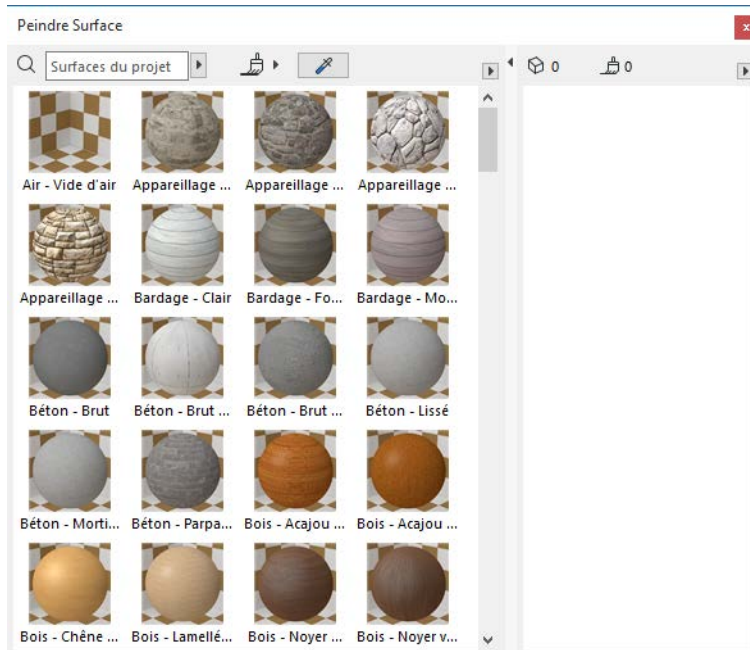 Peindre Surface
x
Surfaces du projet
0
0
Air - Vide d'air
Appareillage ...
Appareillage ...
Appareillage ...
Appareillage ...
Bardage - Clair
Bardage - Fo...
Bardage - Mo...
Béton - Brut
Béton - Brut ...
Béton - Brut ...
Béton - Lissé
Béton - Morti...
Béton - Parpa...
Bois - Acajou ...
Bois - Acajou ...
Bois - Chêne ...
Bois - Lamellé...
Bois - Noyer ...
Bois - Noyer v...